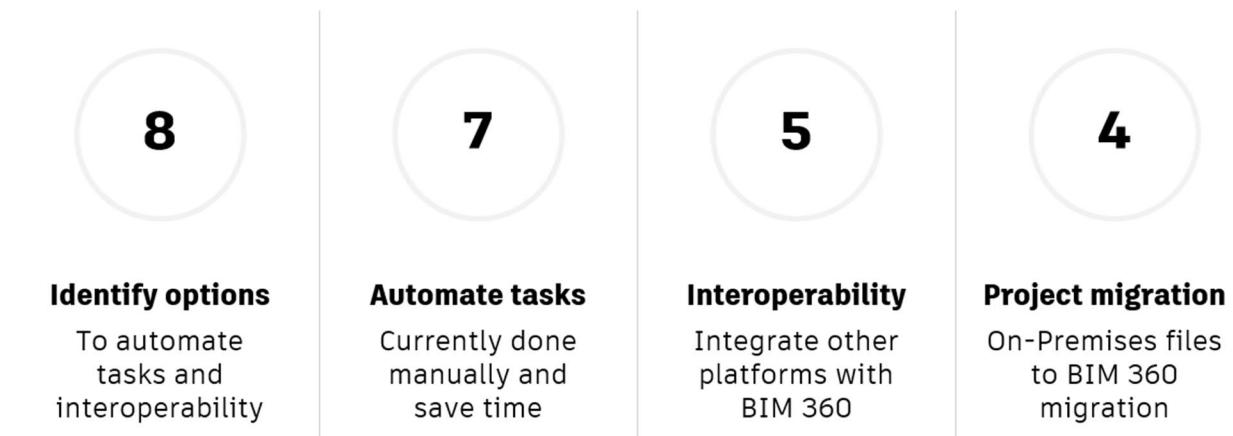 8
Identify options
To automate
tasks and
interoperability
7
Automate tasks
Currently done
manually and
save time
5
Interoperability
Integrate other
platforms with
BIM 360
4
Project migration
On-Premises files
to BIM 360
migration